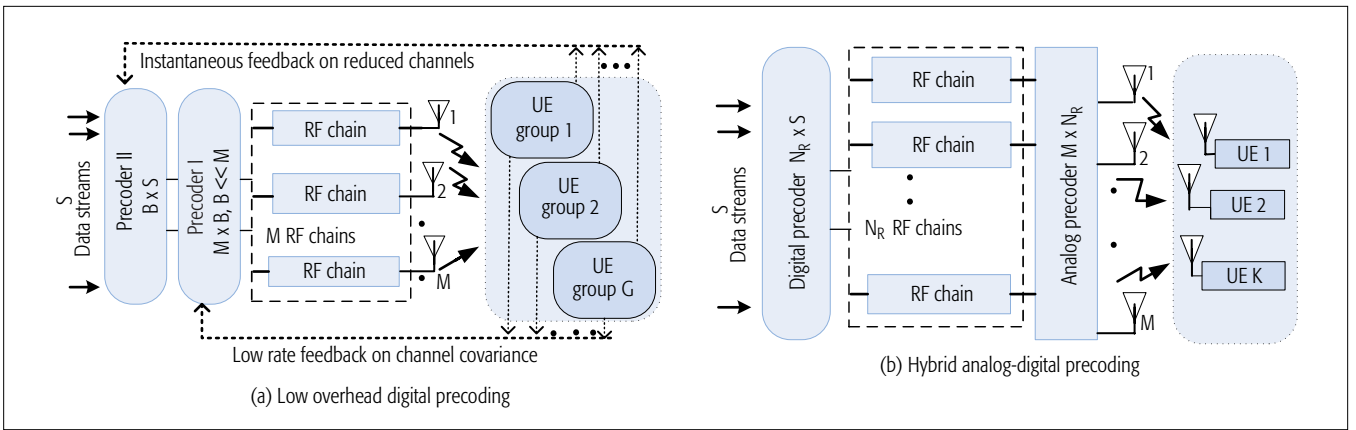 Instantaneous feedback on reduced channels
S
Data streams
Precoder II
B x S
Precoder I
M x B, B << M
RF chain
RF chain
M RF chains
RF chain
1
2
M
UE
group 1
UE
group 2
UE
group G
Low rate feedback on channel covariance
(a) Low overhead digital precoding
S
Data streams
Digital precoder N_R x S
RF chain
RF chain
N_R RF chains
RF chain
Analog precoder M x N_R
1
2
M
UE 1
UE 2
UE K
(b) Hybrid analog-digital precoding